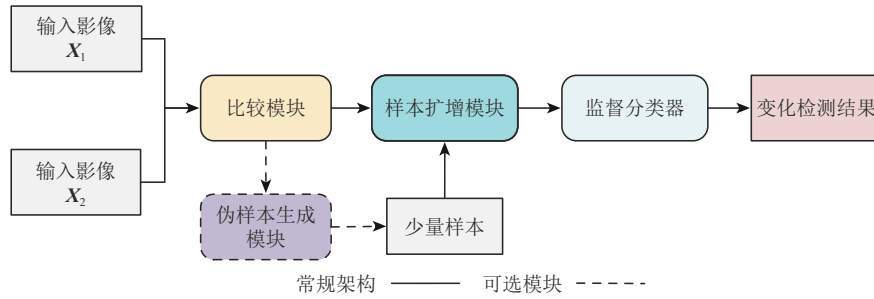 输入影像
X₁
比较模块
样本扩增模块
监督分类器
变化检测结果
输入影像
X₂
伪样本生成
模块
少量样本
常规架构
可选模块